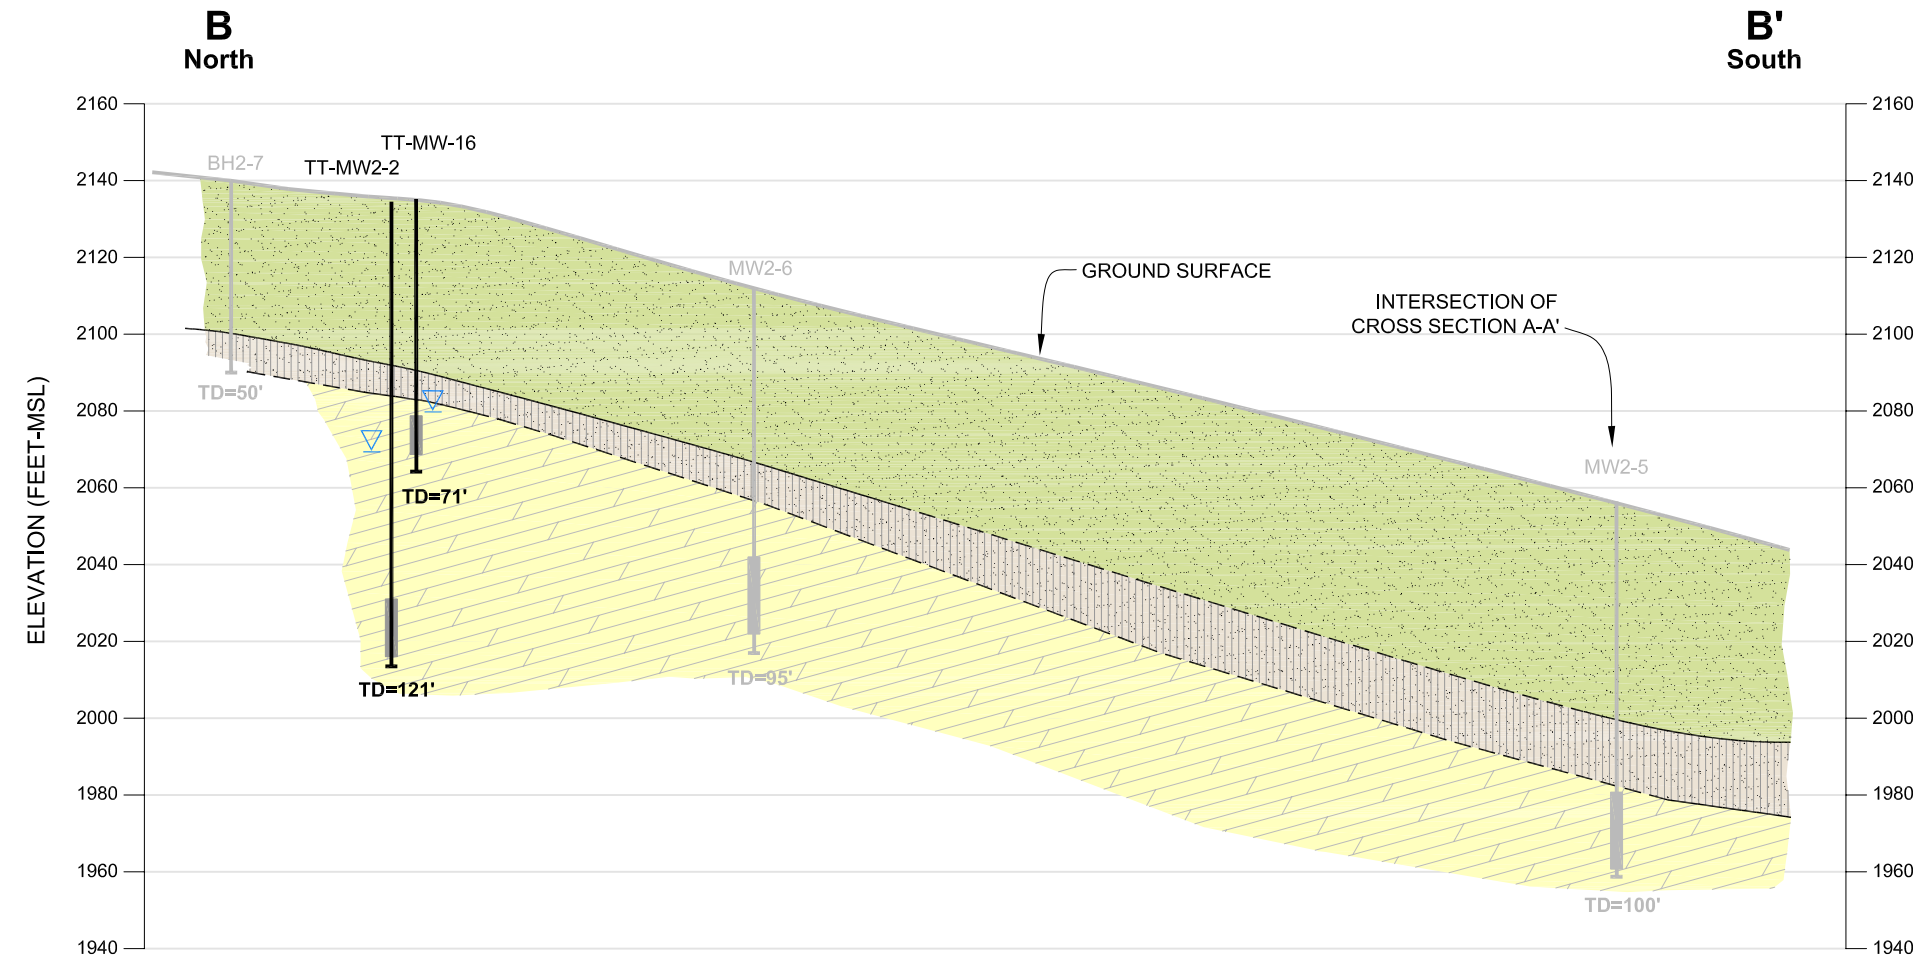 B
North
B'
South
2160
2140
2120
2100
2080
2060
2040
2020
2000
1980
1960
1940
ELEVATION (FEET-MSL)
BH2-7
TT-MW-16
TT-MW2-2
MW2-6
GROUND SURFACE
INTERSECTION OF
CROSS SECTION A-A'
MW2-5
TD=50'
TD=71'
TD=121'
TD=95'
TD=100'
2160
2140
2120
2100
2080
2060
2040
2020
2000
1980
1960
1940